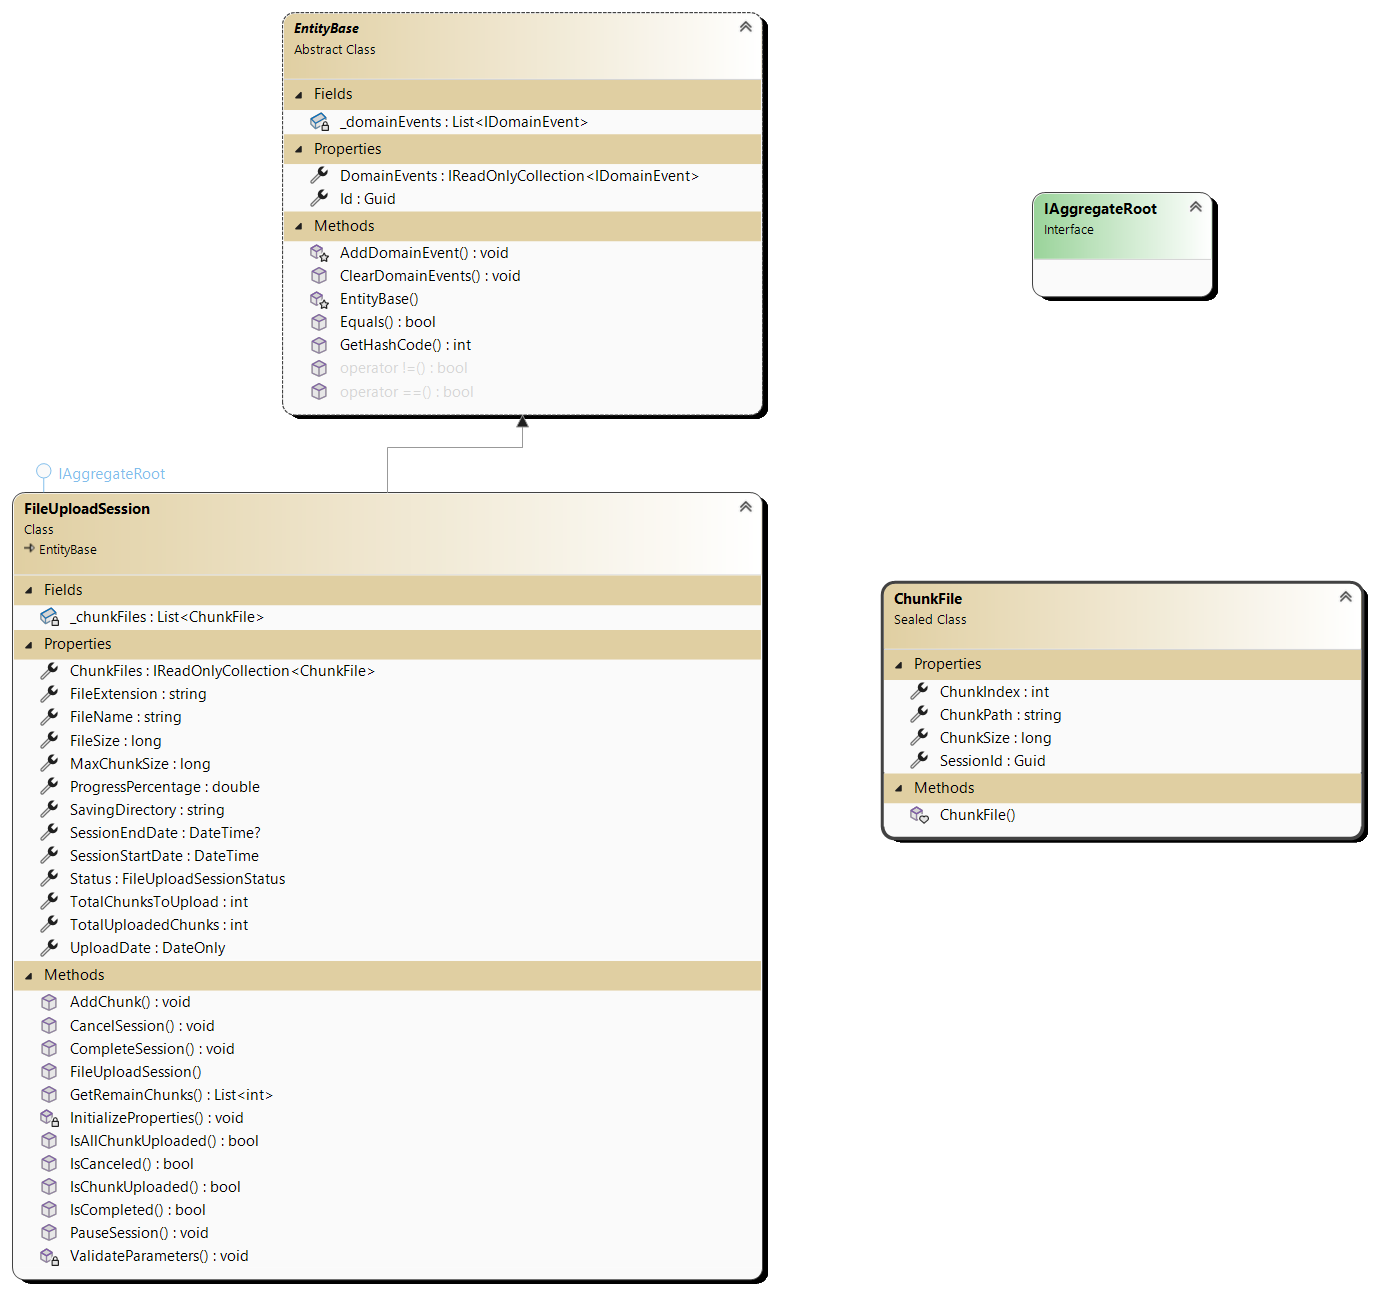 EntityBase
Abstract Class
Fields
_domainEvents : List<IDomainEvent>
Properties
DomainEvents : IReadOnlyCollection<IDomainEvent>
Id : Guid
Methods
AddDomainEvent() : void
ClearDomainEvents() : void
EntityBase()
Equals() : bool
GetHashCode() : int
operator !=() : bool
operator ==() : bool
IAggregateRoot
Interface
IAggregateRoot
FileUploadSession
Class
EntityBase
Fields
_chunkFiles : List<ChunkFile>
Properties
ChunkFiles : IReadOnlyCollection<ChunkFile>
FileExtension : string
FileName : string
FileSize : long
MaxChunkSize : long
ProgressPercentage : double
SavingDirectory : string
SessionEndDate : DateTime?
SessionStartDate : DateTime
Status : FileUploadSessionStatus
TotalChunksToUpload : int
TotalUploadedChunks : int
UploadDate : DateOnly
Methods
AddChunk() : void
CancelSession() : void
CompleteSession() : void
FileUploadSession()
GetRemainChunks() : List<int>
InitializeProperties() : void
IsAllChunkUploaded() : bool
IsCanceled() : bool
IsChunkUploaded() : bool
IsCompleted() : bool
PauseSession() : void
ValidateParameters() : void
ChunkFile
Sealed Class
Properties
ChunkIndex : int
ChunkPath : string
ChunkSize : long
SessionId : Guid
Methods
ChunkFile()